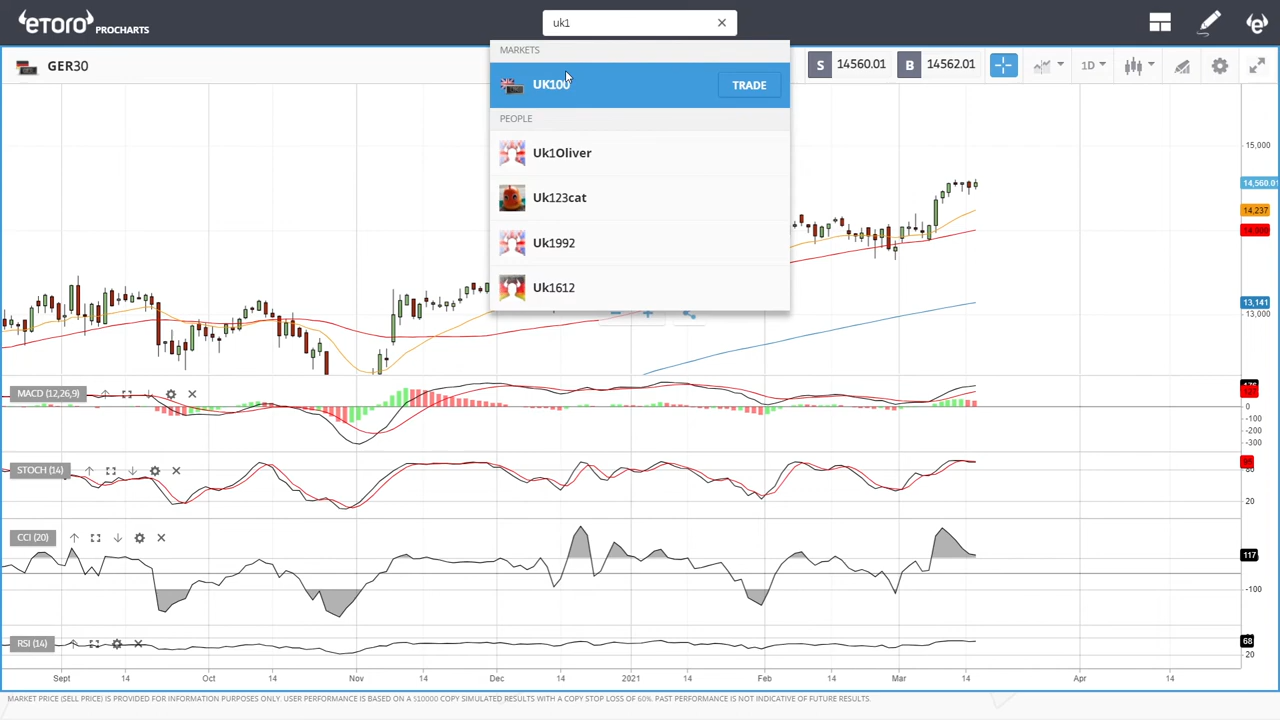 etoro PROCHARTS
uk1
MARKETS
UK100 TRADE
PEOPLE
Uk1Oliver
Uk123cat
Uk1992
Uk1612
GER30
S 14560.01 B 14562.01 1D
15,000
14,560.01
14,237
13,141
13,000
MACD (12,26,9)
0
-100
-200
-300
STOCH (14)
20
CCI (20)
117
-100
RSI (14)
68
20
Sept 14 Oct 14 Nov 14 Dec 14 2021 14 Feb 14 Mar 14 Apr 14
MARKET PRICE (SELL PRICE) IS PROVIDED FOR INFORMATION PURPOSES ONLY. USER PERFORMANCE IS BASED ON A $10000 COPY SIMULATED RESULTS WITH A COPY STOP LOSS OF 60%. PAST PERFORMANCE IS NOT INDICATIVE OF FUTURE RESULTS.